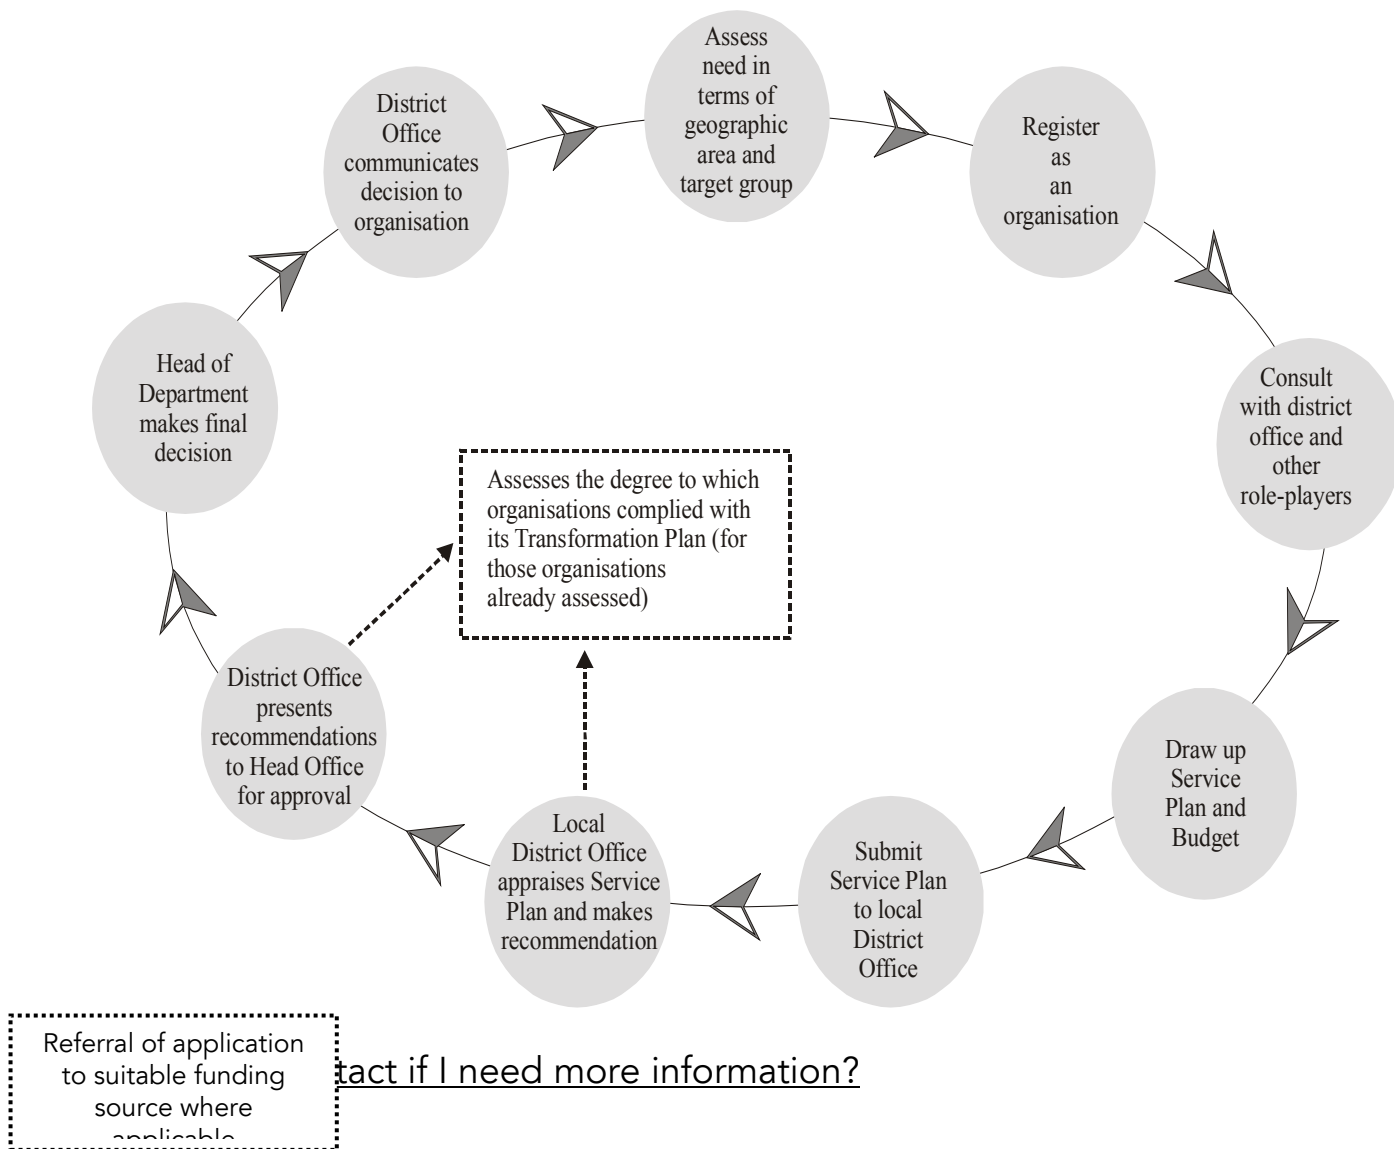 Assess
need in
terms of
geographic
area and
target group
Register
as
an
organisation
Consult
with district
office and
other
role-players
Draw up
Service
Plan and
Budget
Submit
Service Plan
to local
District
Office
Local
District Office
appraises Service
Plan and makes
recommendation
District Office
presents
recommendations
to Head Office
for approval
Head of
Department
makes final
decision
District
Office
communicates
decision to
organisation
Assesses the degree to which
organisations complied with
its Transformation Plan (for
those organisations
already assessed)
Referral of application
to suitable funding
source where
applicable
tact if I need more information?